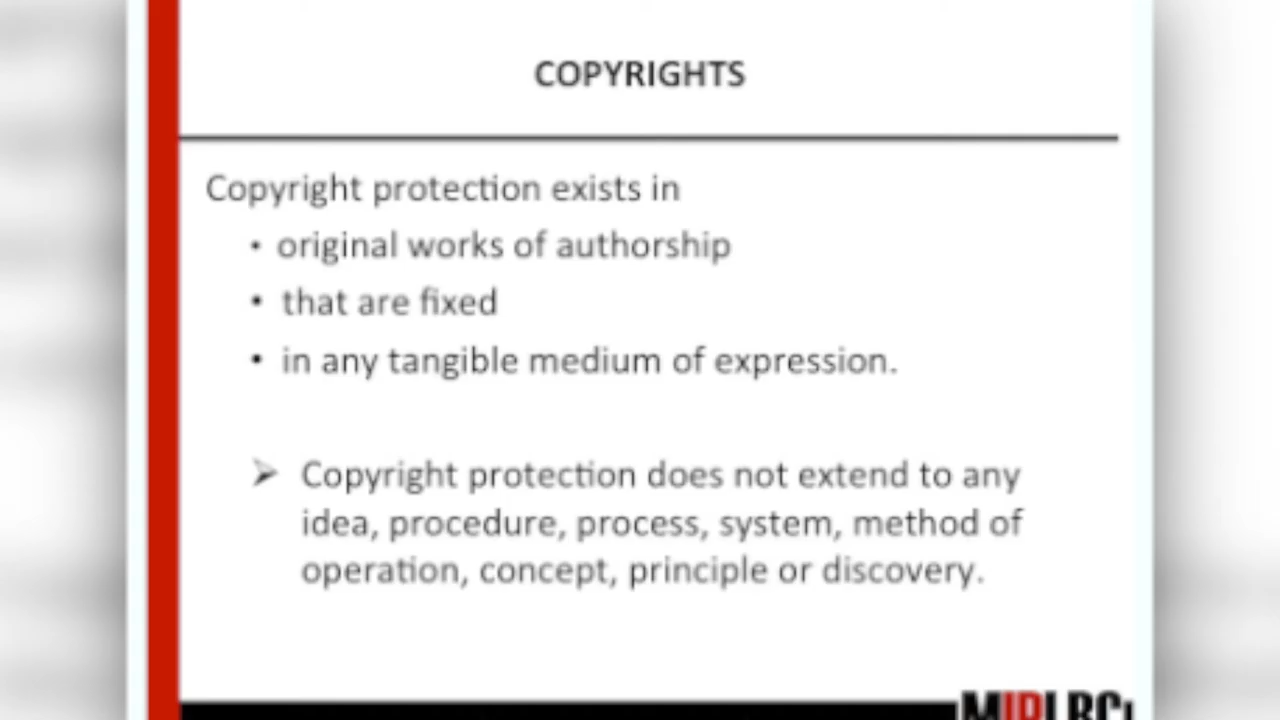 COPYRIGHTS
Copyright protection exists in
• original works of authorship
• that are fixed
• in any tangible medium of expression.
➢ Copyright protection does not extend to any
idea, procedure, process, system, method of
operation, concept, principle or discovery.